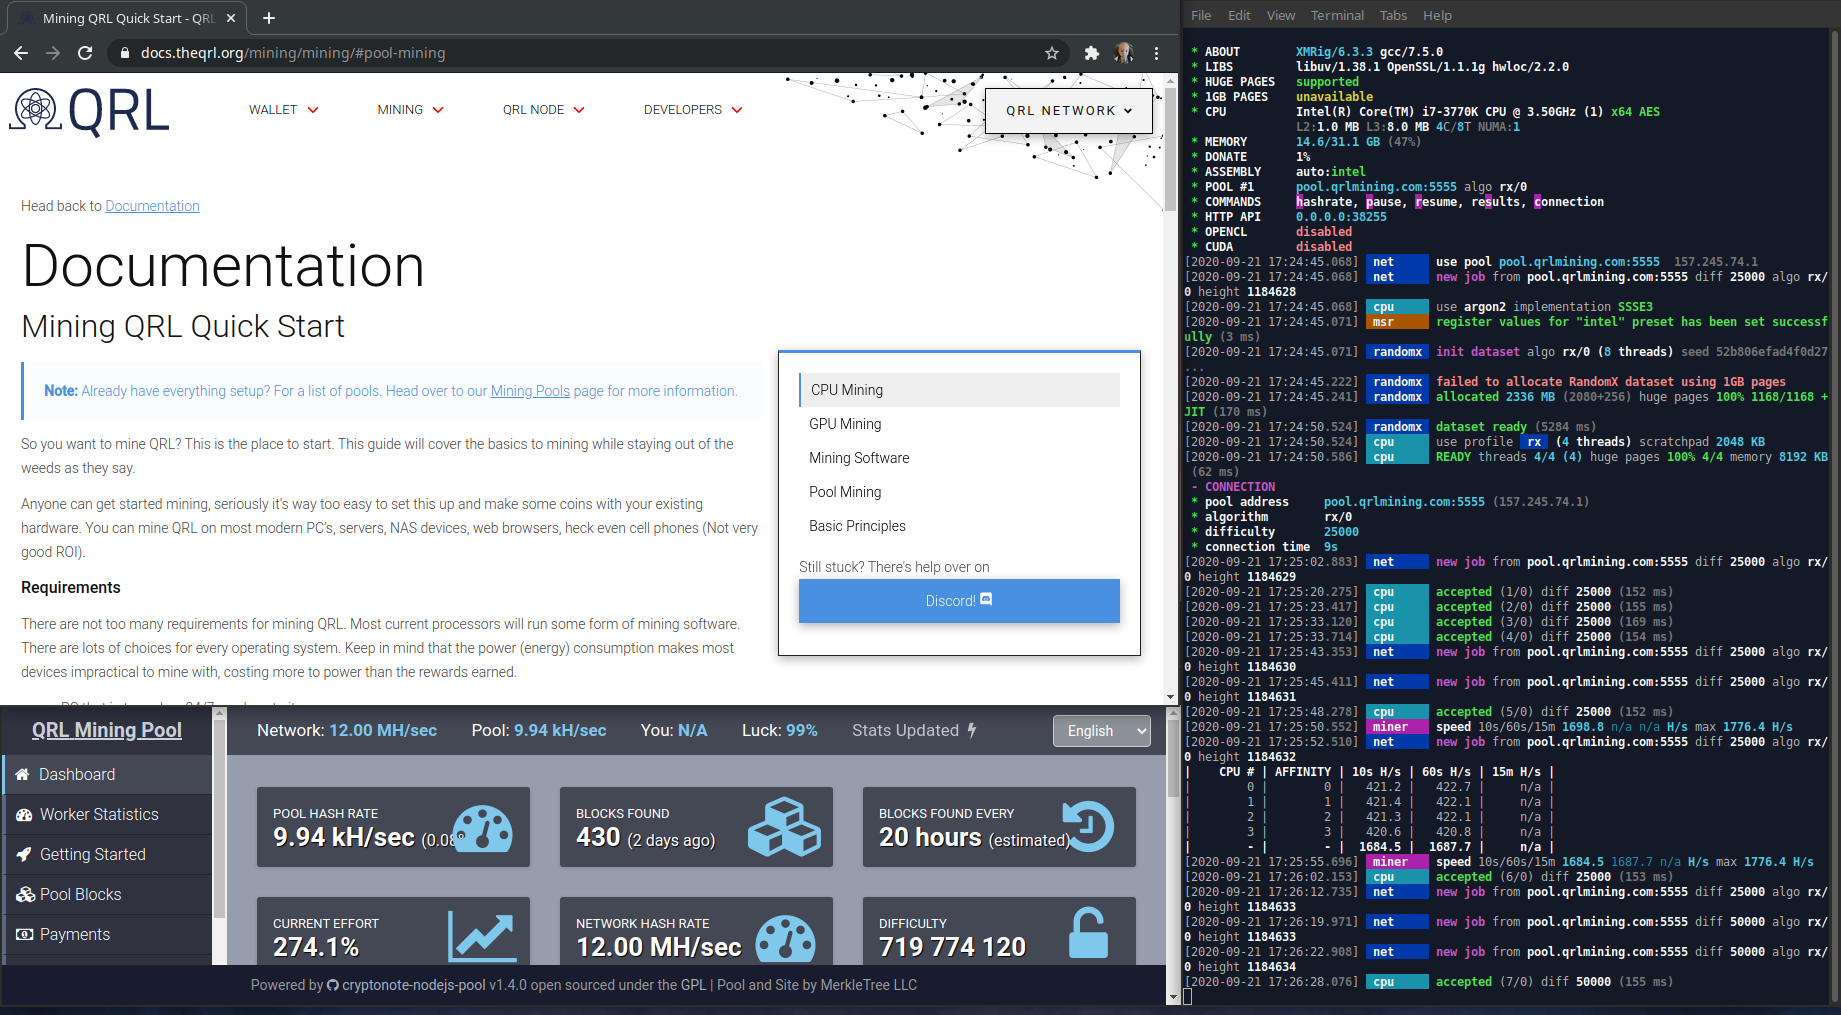 Mining QRL Quick Start - QRL
docs.theqrl.org/mining/mining/#pool-mining
QRL
WALLET
MINING
QRL NODE
DEVELOPERS
QRL NETWORK
Head back to Documentation
Documentation
Mining QRL Quick Start
Note: Already have everything setup? For a list of pools. Head over to our Mining Pools page for more information.
So you want to mine QRL? This is the place to start. This guide will cover the basics to mining while staying out of the
weeds as they say.
Anyone can get started mining, seriously it's way too easy to set this up and make some coins with your existing
hardware. You can mine QRL on most modern PC's, servers, NAS devices, web browsers, heck even cell phones (Not very
good ROI).
Requirements
There are not too many requirements for mining QRL. Most current processors will run some form of mining software.
There are lots of choices for every operating system. Keep in mind that the power (energy) consumption makes most
devices impractical to mine with, costing more to power than the rewards earned.
CPU Mining
GPU Mining
Mining Software
Pool Mining
Basic Principles
Still stuck? There's help over on
Discord!
QRL Mining Pool
Dashboard
Worker Statistics
Getting Started
Pool Blocks
Payments
Network: 12.00 MH/sec
Pool: 9.94 kH/sec
You: N/A
Luck: 99%
Stats Updated
English
POOL HASH RATE
9.94 kH/sec (0.08
BLOCKS FOUND
430 (2 days ago)
BLOCKS FOUND EVERY
20 hours (estimated)
CURRENT EFFORT
274.1%
NETWORK HASH RATE
12.00 MH/sec
DIFFICULTY
719 774 120
Powered by cryptonote-nodejs-pool v1.4.0 open sourced under the GPL | Pool and Site by MerkleTree LLC
File Edit View Terminal Tabs Help
* ABOUT XMRig/6.3.3 gcc/7.5.0
* LIBS libuv/1.38.1 OpenSSL/1.1.1g hwloc/2.2.0
* HUGE PAGES supported
* 1GB PAGES unavailable
* CPU Intel(R) Core(TM) i7-3770K CPU @ 3.50GHz (1) x64 AES
L2:1.0 MB L3:8.0 MB 4C/8T NUMA:1
* MEMORY 14.6/31.1 GB (47%)
* DONATE 1%
* ASSEMBLY auto:intel
* POOL #1 pool.qrlmining.com:5555 algo rx/0
* COMMANDS hashrate, pause, resume, results, connection
* HTTP API 0.0.0.0:38255
* OPENCL disabled
* CUDA disabled
[2020-09-21 17:24:45.068] net use pool pool.qrlmining.com:5555 157.245.74.1
[2020-09-21 17:24:45.068] net new job from pool.qrlmining.com:5555 diff 25000 algo rx/
0 height 1184628
[2020-09-21 17:24:45.068] cpu use argon2 implementation SSSE3
[2020-09-21 17:24:45.071] msr register values for "intel" preset has been set successf
ully (3 ms)
[2020-09-21 17:24:45.071] randomx init dataset algo rx/0 (8 threads) seed 52b806efad4f0d27
...
[2020-09-21 17:24:45.222] randomx failed to allocate RandomX dataset using 1GB pages
[2020-09-21 17:24:45.241] randomx allocated 2336 MB (2080+256) huge pages 100% 1168/1168 +
JIT (170 ms)
[2020-09-21 17:24:50.524] randomx dataset ready (5284 ms)
[2020-09-21 17:24:50.524] cpu use profile rx (4 threads) scratchpad 2048 KB
[2020-09-21 17:24:50.586] cpu READY threads 4/4 (4) huge pages 100% 4/4 memory 8192 KB
(62 ms)
- CONNECTION
* pool address pool.qrlmining.com:5555 (157.245.74.1)
* algorithm rx/0
* difficulty 25000
* connection time 9s
[2020-09-21 17:25:02.883] net new job from pool.qrlmining.com:5555 diff 25000 algo rx/
0 height 1184629
[2020-09-21 17:25:20.275] cpu accepted (1/0) diff 25000 (152 ms)
[2020-09-21 17:25:23.417] cpu accepted (2/0) diff 25000 (155 ms)
[2020-09-21 17:25:33.120] cpu accepted (3/0) diff 25000 (169 ms)
[2020-09-21 17:25:33.714] cpu accepted (4/0) diff 25000 (154 ms)
[2020-09-21 17:25:43.353] net new job from pool.qrlmining.com:5555 diff 25000 algo rx/
0 height 1184630
[2020-09-21 17:25:45.411] net new job from pool.qrlmining.com:5555 diff 25000 algo rx/
0 height 1184631
[2020-09-21 17:25:48.278] cpu accepted (5/0) diff 25000 (152 ms)
[2020-09-21 17:25:50.552] miner speed 10s/60s/15m 1698.8 n/a n/a H/s max 1776.4 H/s
[2020-09-21 17:25:52.510] net new job from pool.qrlmining.com:5555 diff 25000 algo rx/
0 height 1184632
| CPU # | AFFINITY | 10s H/s | 60s H/s | 15m H/s |
| 0 | 0 | 421.2 | 422.7 | n/a |
| 1 | 1 | 421.4 | 422.1 | n/a |
| 2 | 2 | 421.3 | 422.1 | n/a |
| 3 | 3 | 420.6 | 420.8 | n/a |
| - | - | 1684.5 | 1687.7 | n/a |
[2020-09-21 17:25:55.696] miner speed 10s/60s/15m 1684.5 1687.7 n/a H/s max 1776.4 H/s
[2020-09-21 17:26:02.153] cpu accepted (6/0) diff 25000 (153 ms)
[2020-09-21 17:26:12.735] net new job from pool.qrlmining.com:5555 diff 25000 algo rx/
0 height 1184633
[2020-09-21 17:26:19.971] net new job from pool.qrlmining.com:5555 diff 50000 algo rx/
0 height 1184633
[2020-09-21 17:26:22.908] net new job from pool.qrlmining.com:5555 diff 50000 algo rx/
0 height 1184634
[2020-09-21 17:26:28.076] cpu accepted (7/0) diff 50000 (155 ms)